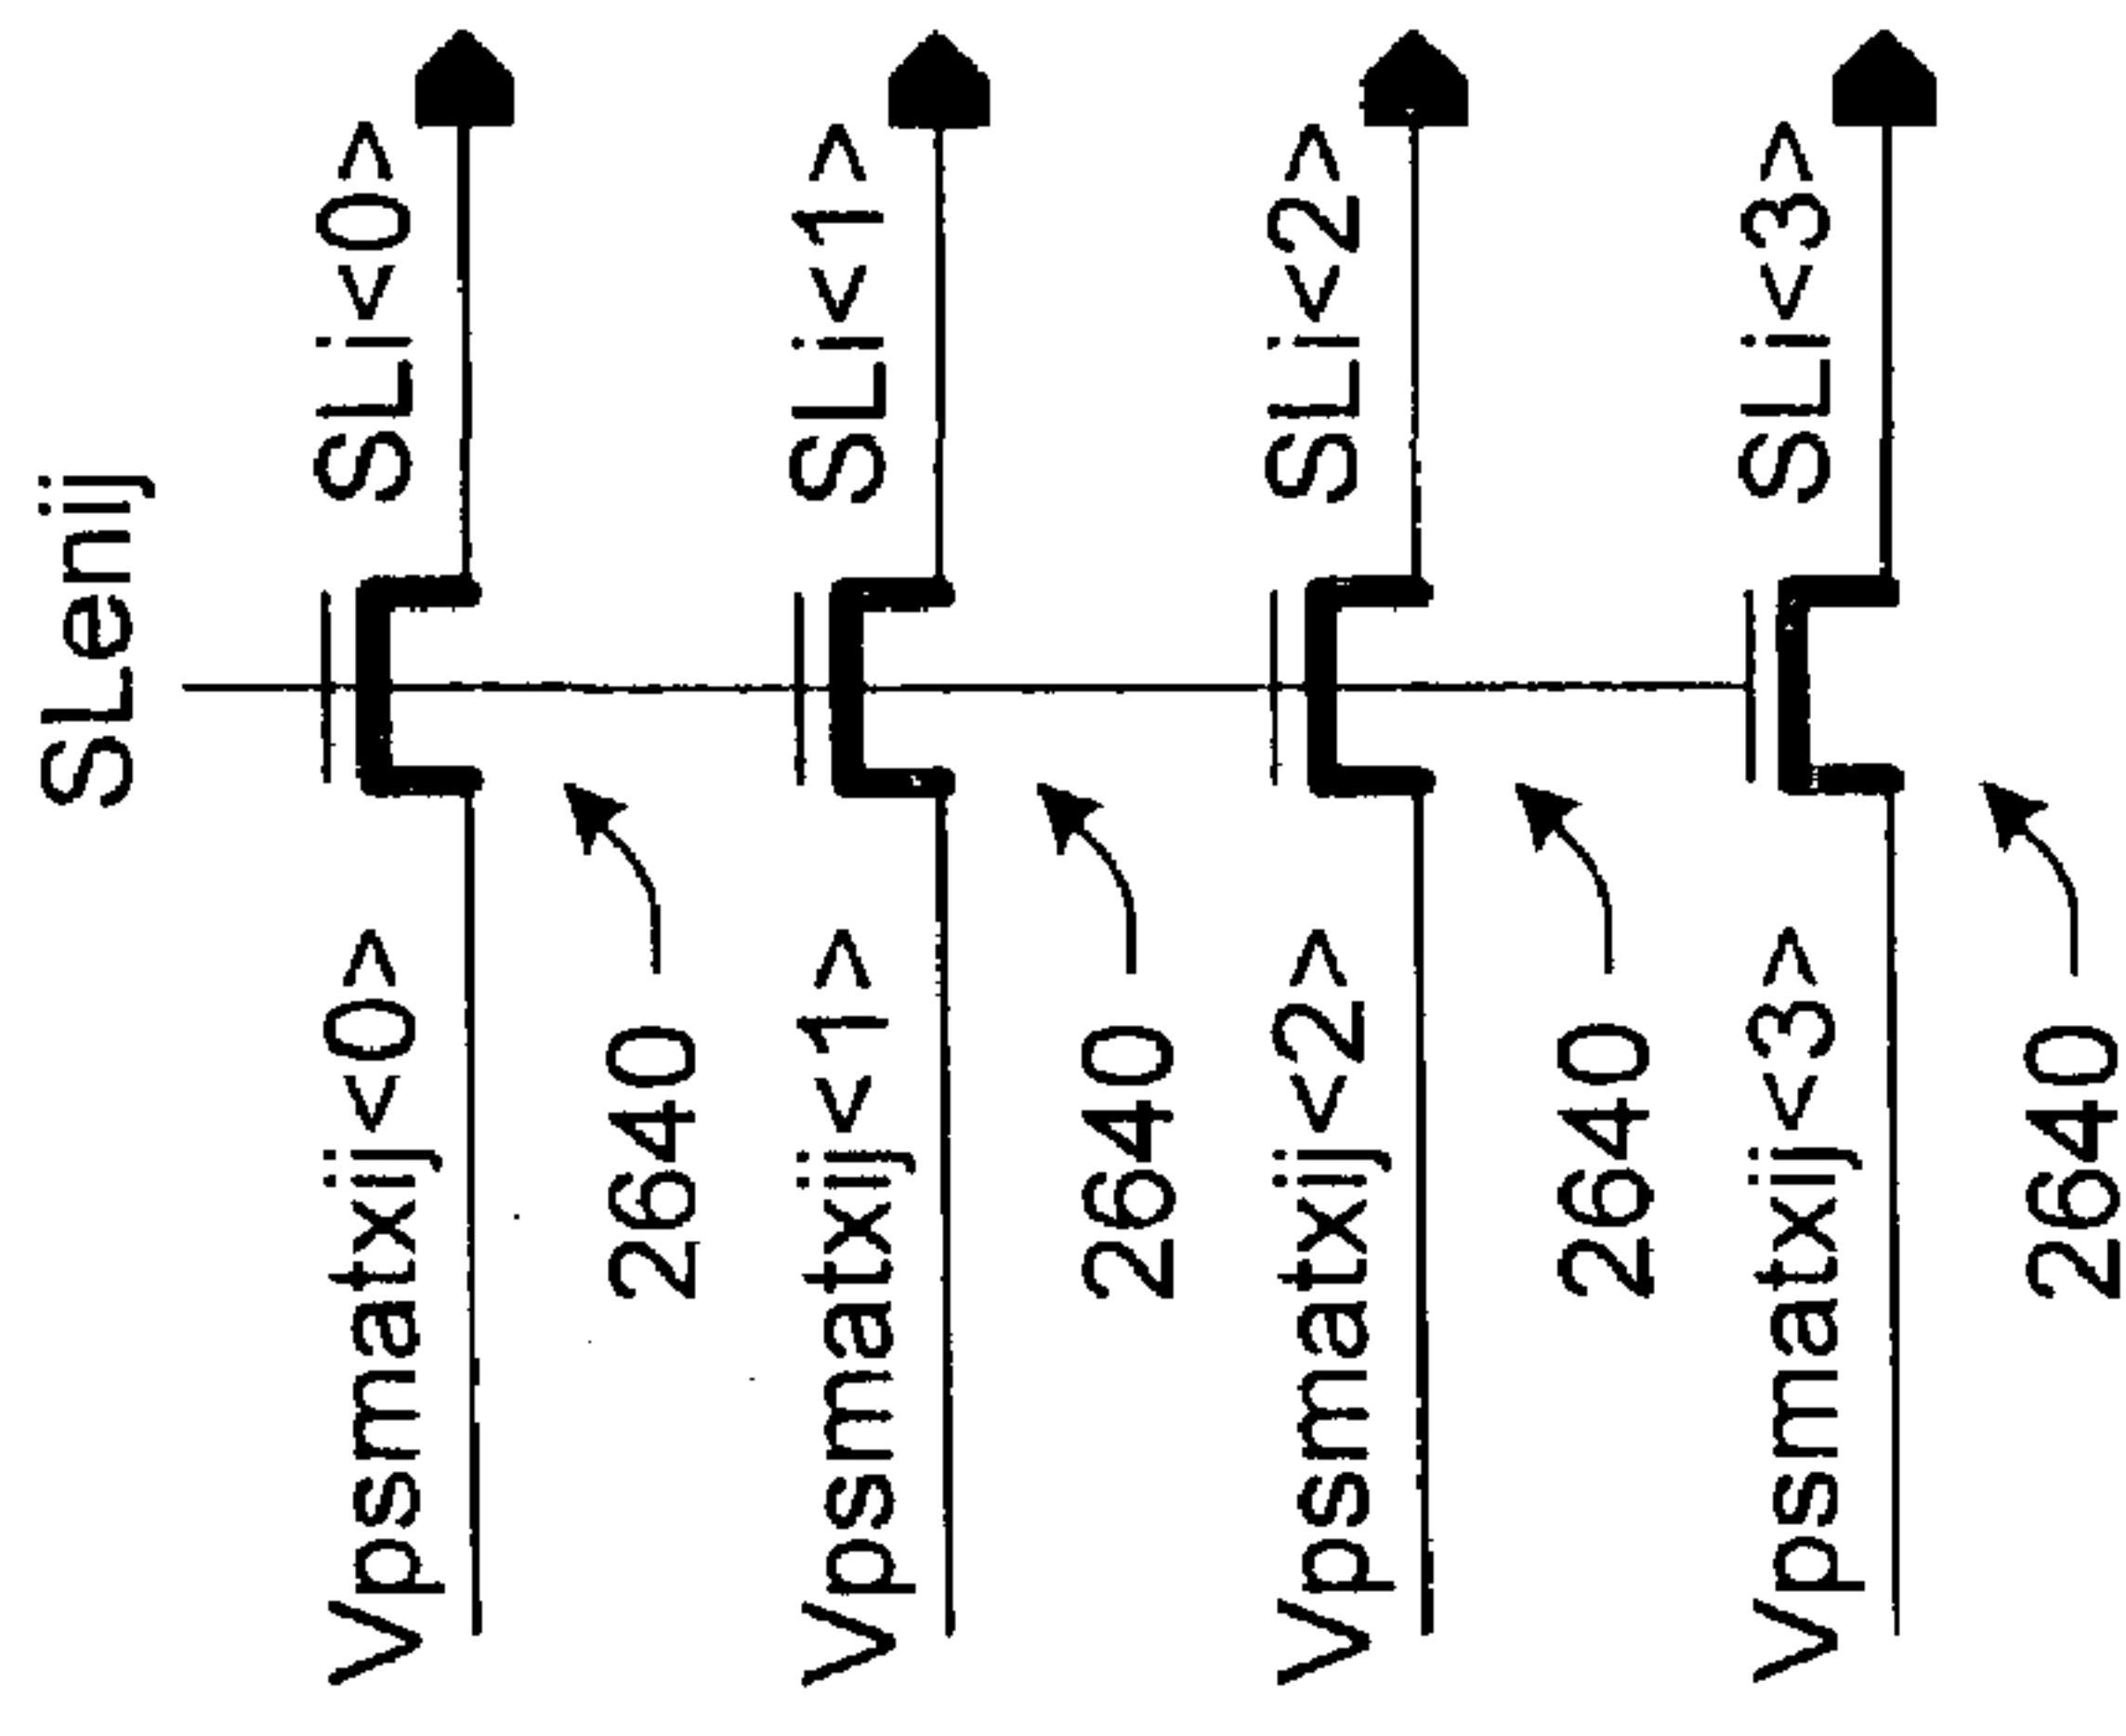 SLenij
Vpsmatxij<0> SLi<0>
2640
Vpsmatxij<1> SLi<1>
2640
Vpsmatxij<2> SLi<2>
2640
Vpsmatxij<3> SLi<3>
2640